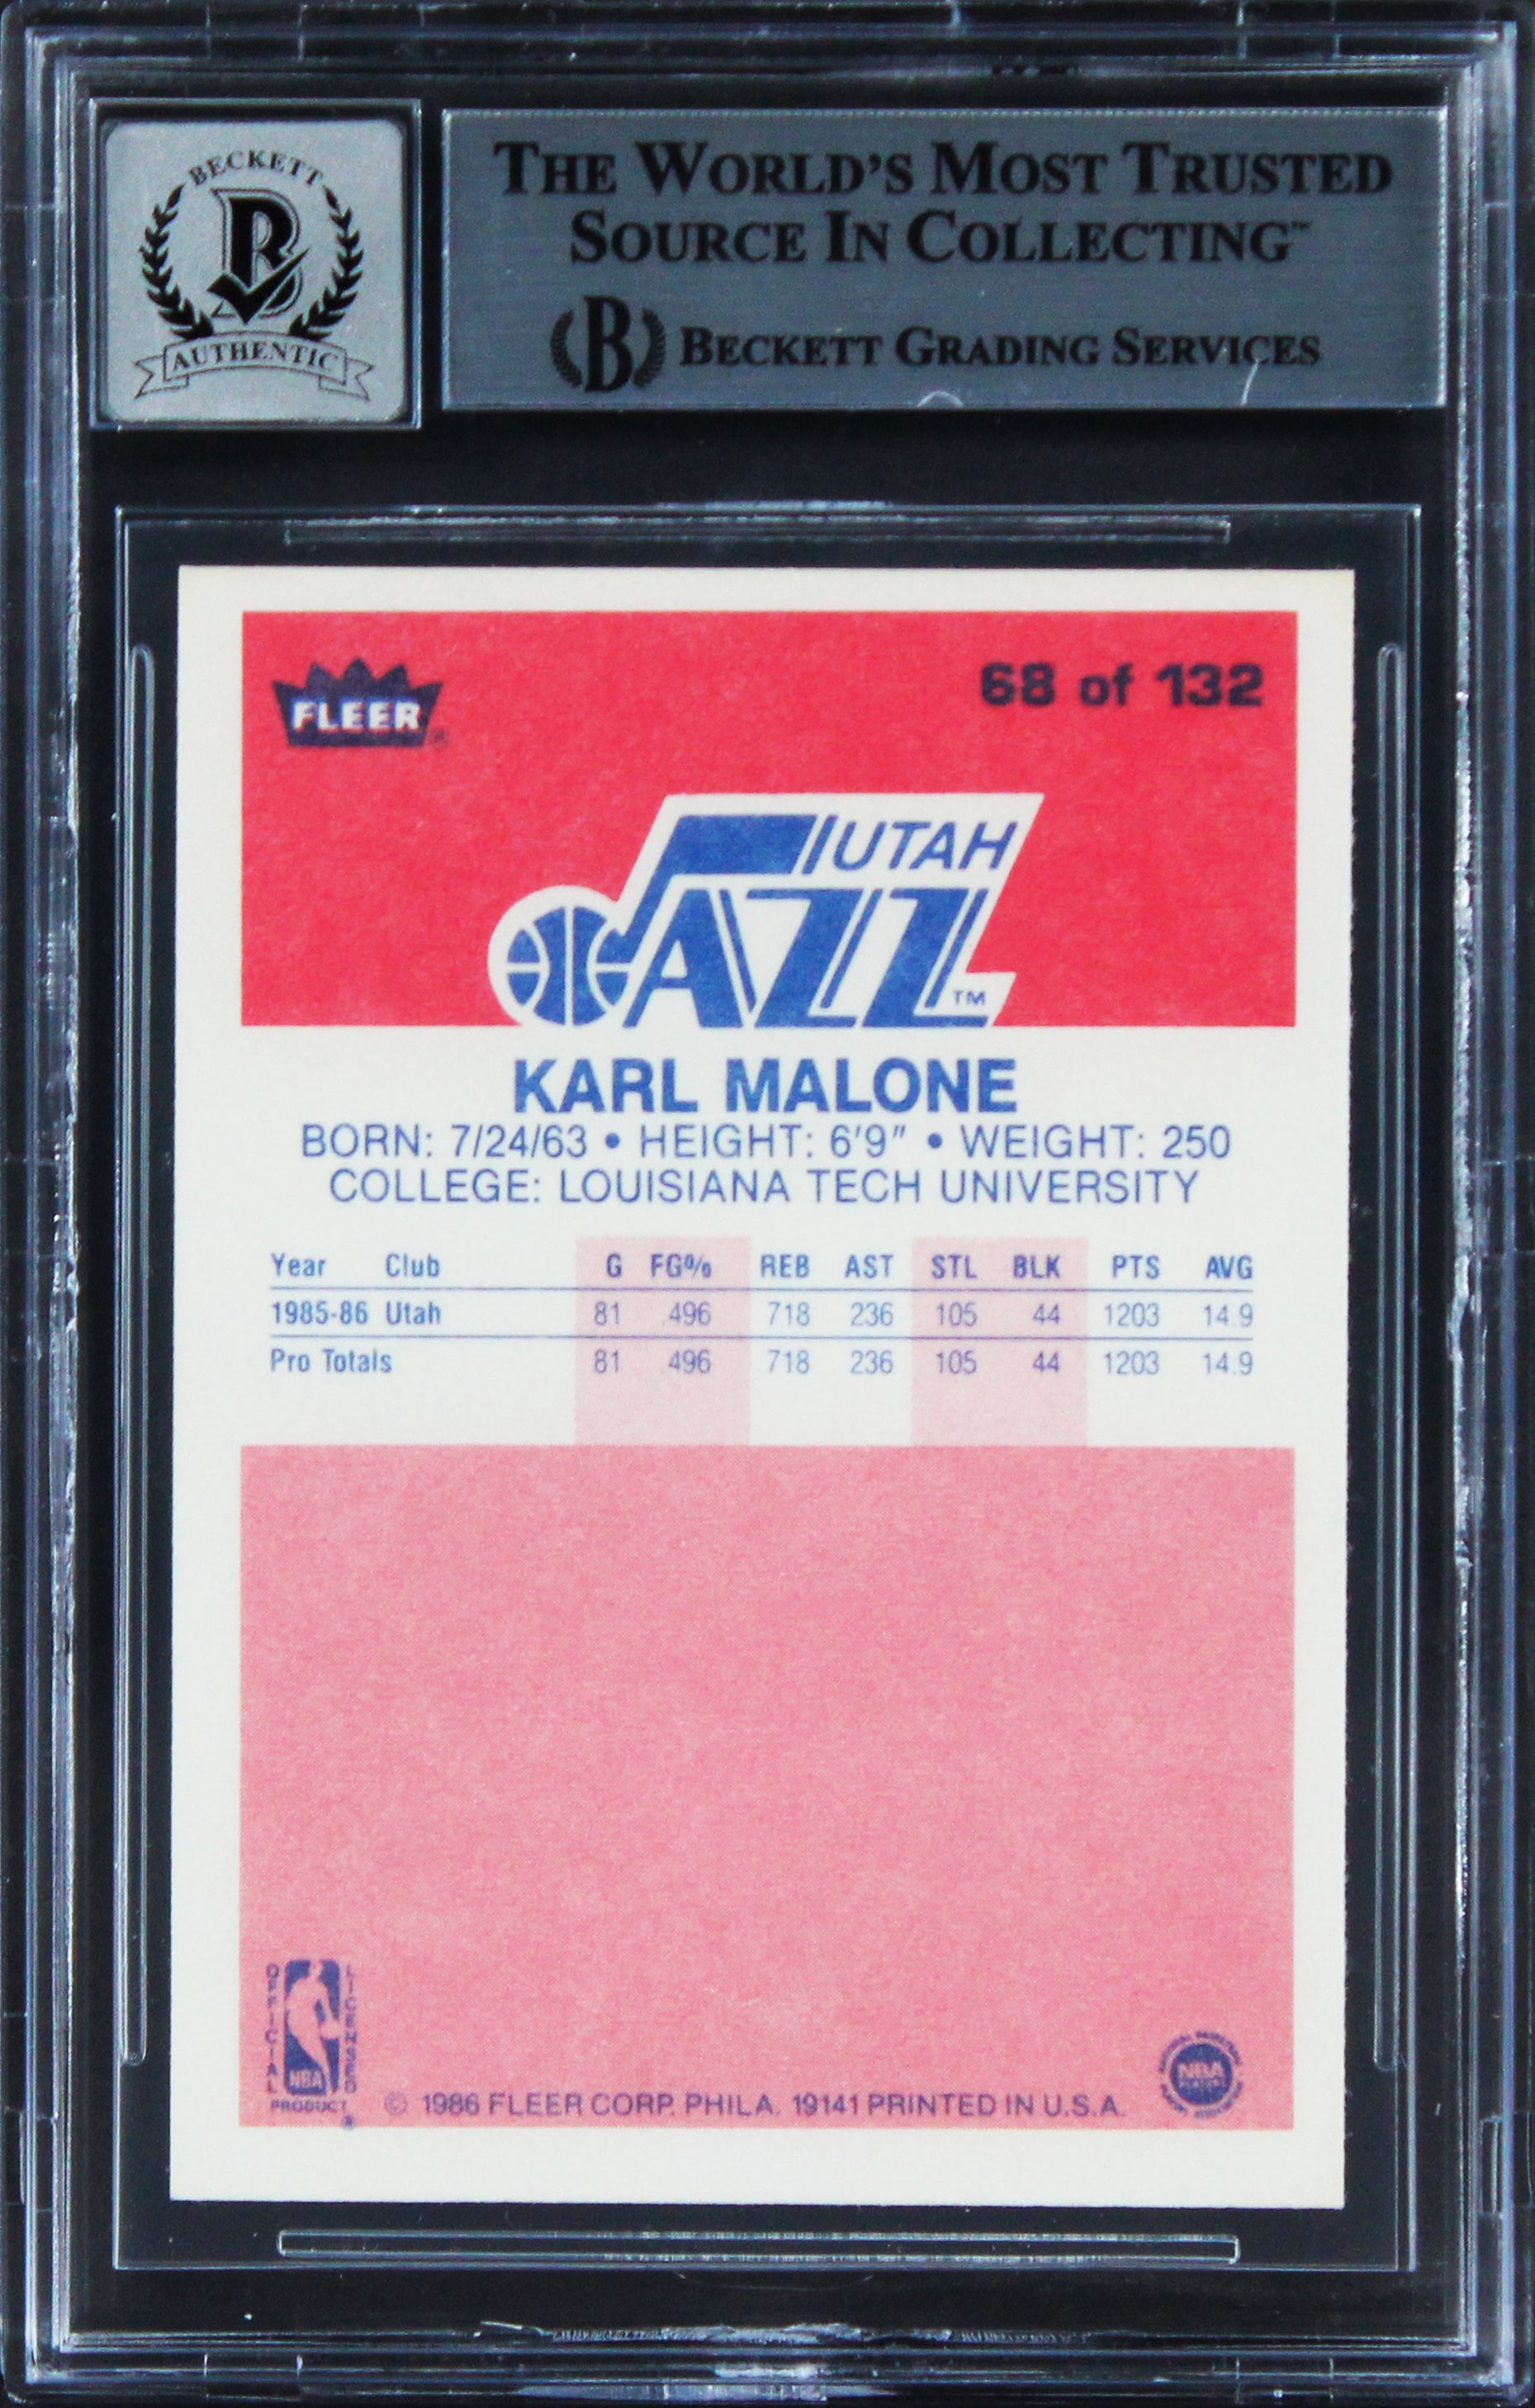 BECKETT
B
AUTHENTIC
THE WORLD'S MOST TRUSTED
SOURCE IN COLLECTING™
B BECKETT GRADING SERVICES
FLEER®
68 of 132
UTAH
JAZZ™
KARL MALONE
BORN: 7/24/63 • HEIGHT: 6'9" • WEIGHT: 250
COLLEGE: LOUISIANA TECH UNIVERSITY
Year Club G FG% REB AST STL BLK PTS AVG
1985-86 Utah 81 .496 718 236 105 44 1203 14.9
Pro Totals 81 .496 718 236 105 44 1203 14.9
OFFICIAL
LICENSED
NBA
PRODUCT
®
© 1986 FLEER CORP. PHILA. 19141 PRINTED IN U.S.A.
NBA